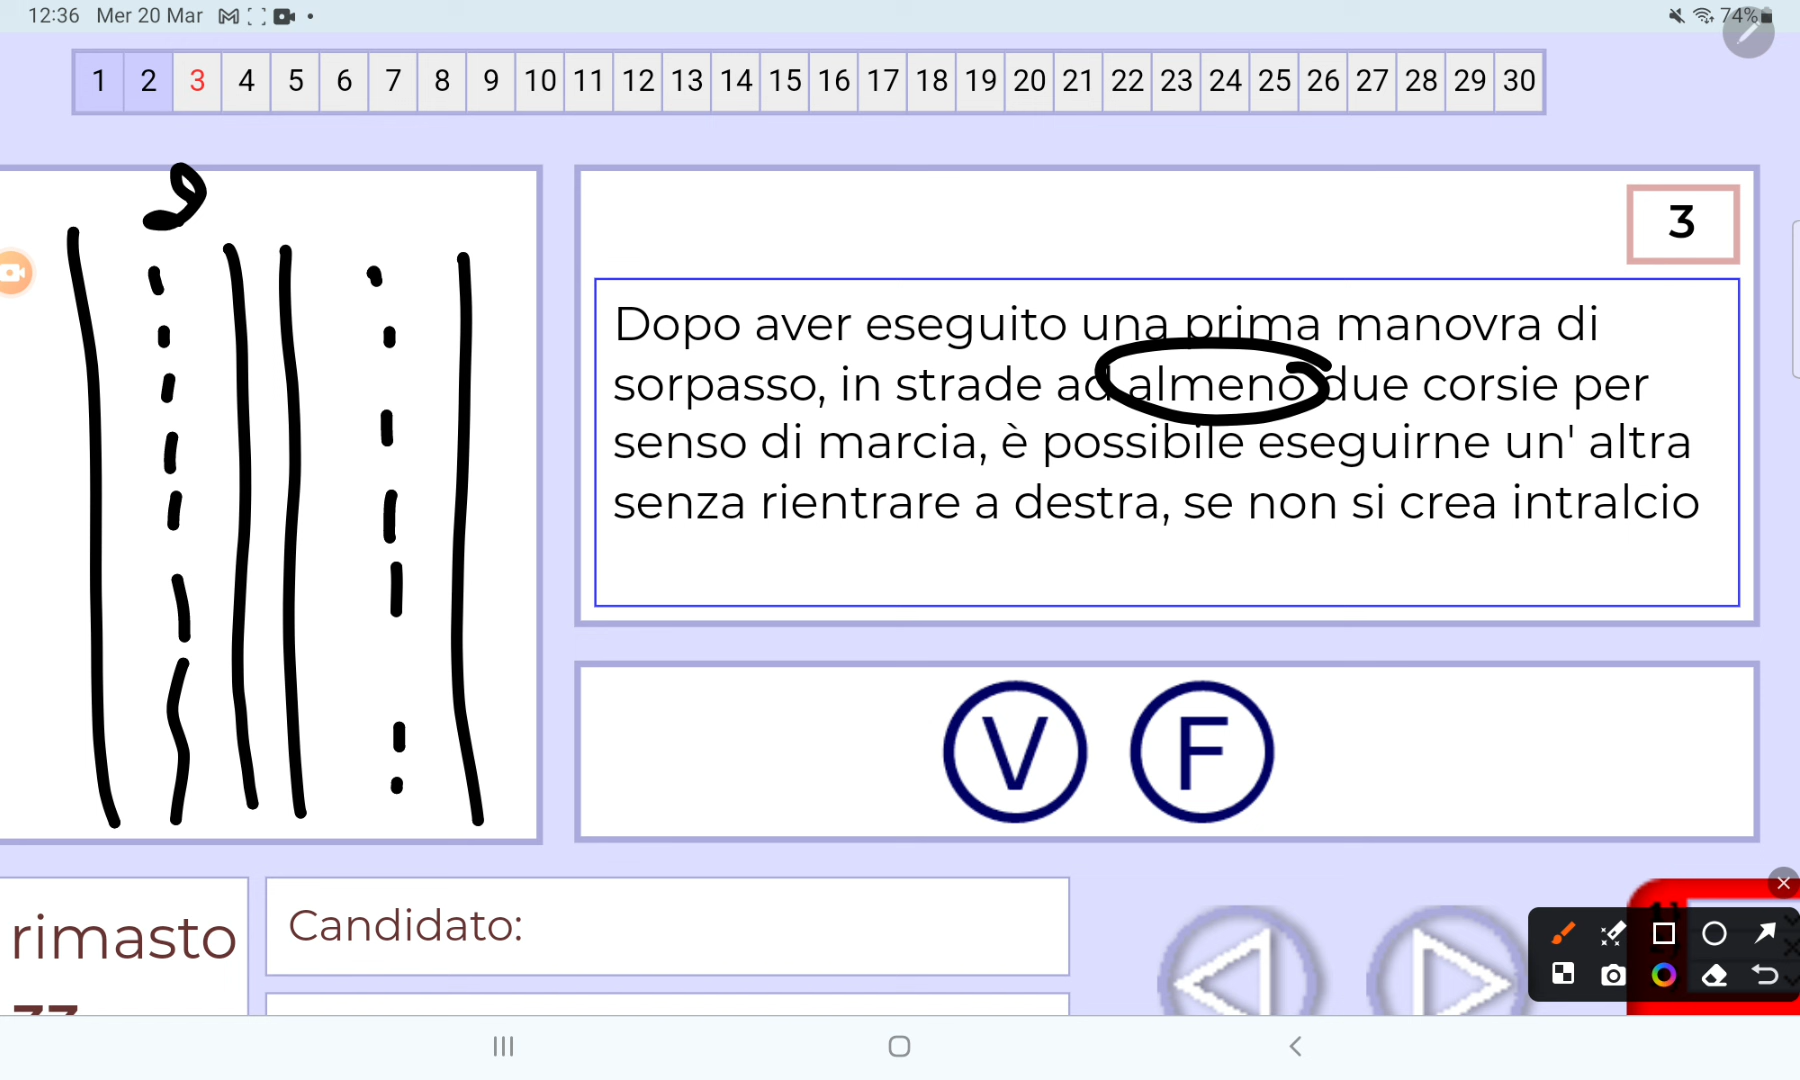 12:36 Mer 20 Mar
74%
1 2 3 4 5 6 7 8 9 10 11 12 13 14 15 16 17 18 19 20 21 22 23 24 25 26 27 28 29 30
3
Dopo aver eseguito una prima manovra di
sorpasso, in strade ad almeno due corsie per
senso di marcia, è possibile eseguirne un' altra
senza rientrare a destra, se non si crea intralcio
V F
rimasto
Candidato: